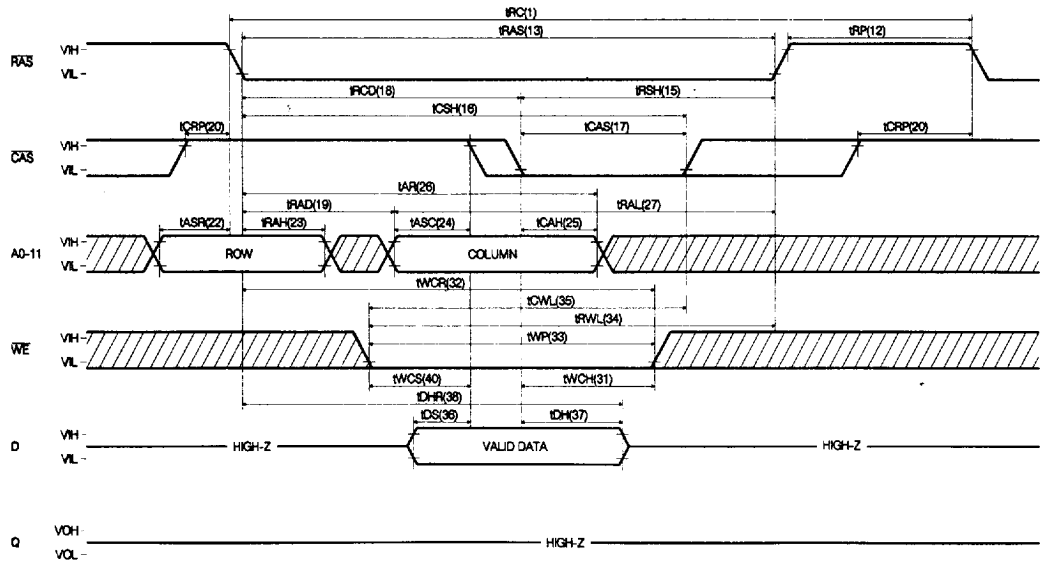 tRC(1)
tRAS(13) tRP(12)
RAS VIH VIL
tRCD(18) tRSH(15)
tCSH(16)
tCRP(20) tCAS(17) tCRP(20)
CAS VIH VIL
tAR(26)
tRAD(19) tRAL(27)
tASR(22) tRAH(23) tASC(24) tCAH(25)
A0-11 VIH VIL ROW COLUMN
tWCR(32)
tCWL(35)
tRWL(34)
WE VIH VIL tWP(33)
tWCS(40) tWCH(31)
tDHR(38)
tDS(36) tDH(37)
D VIH VIL HIGH-Z VALID DATA HIGH-Z
Q VOH VOL HIGH-Z